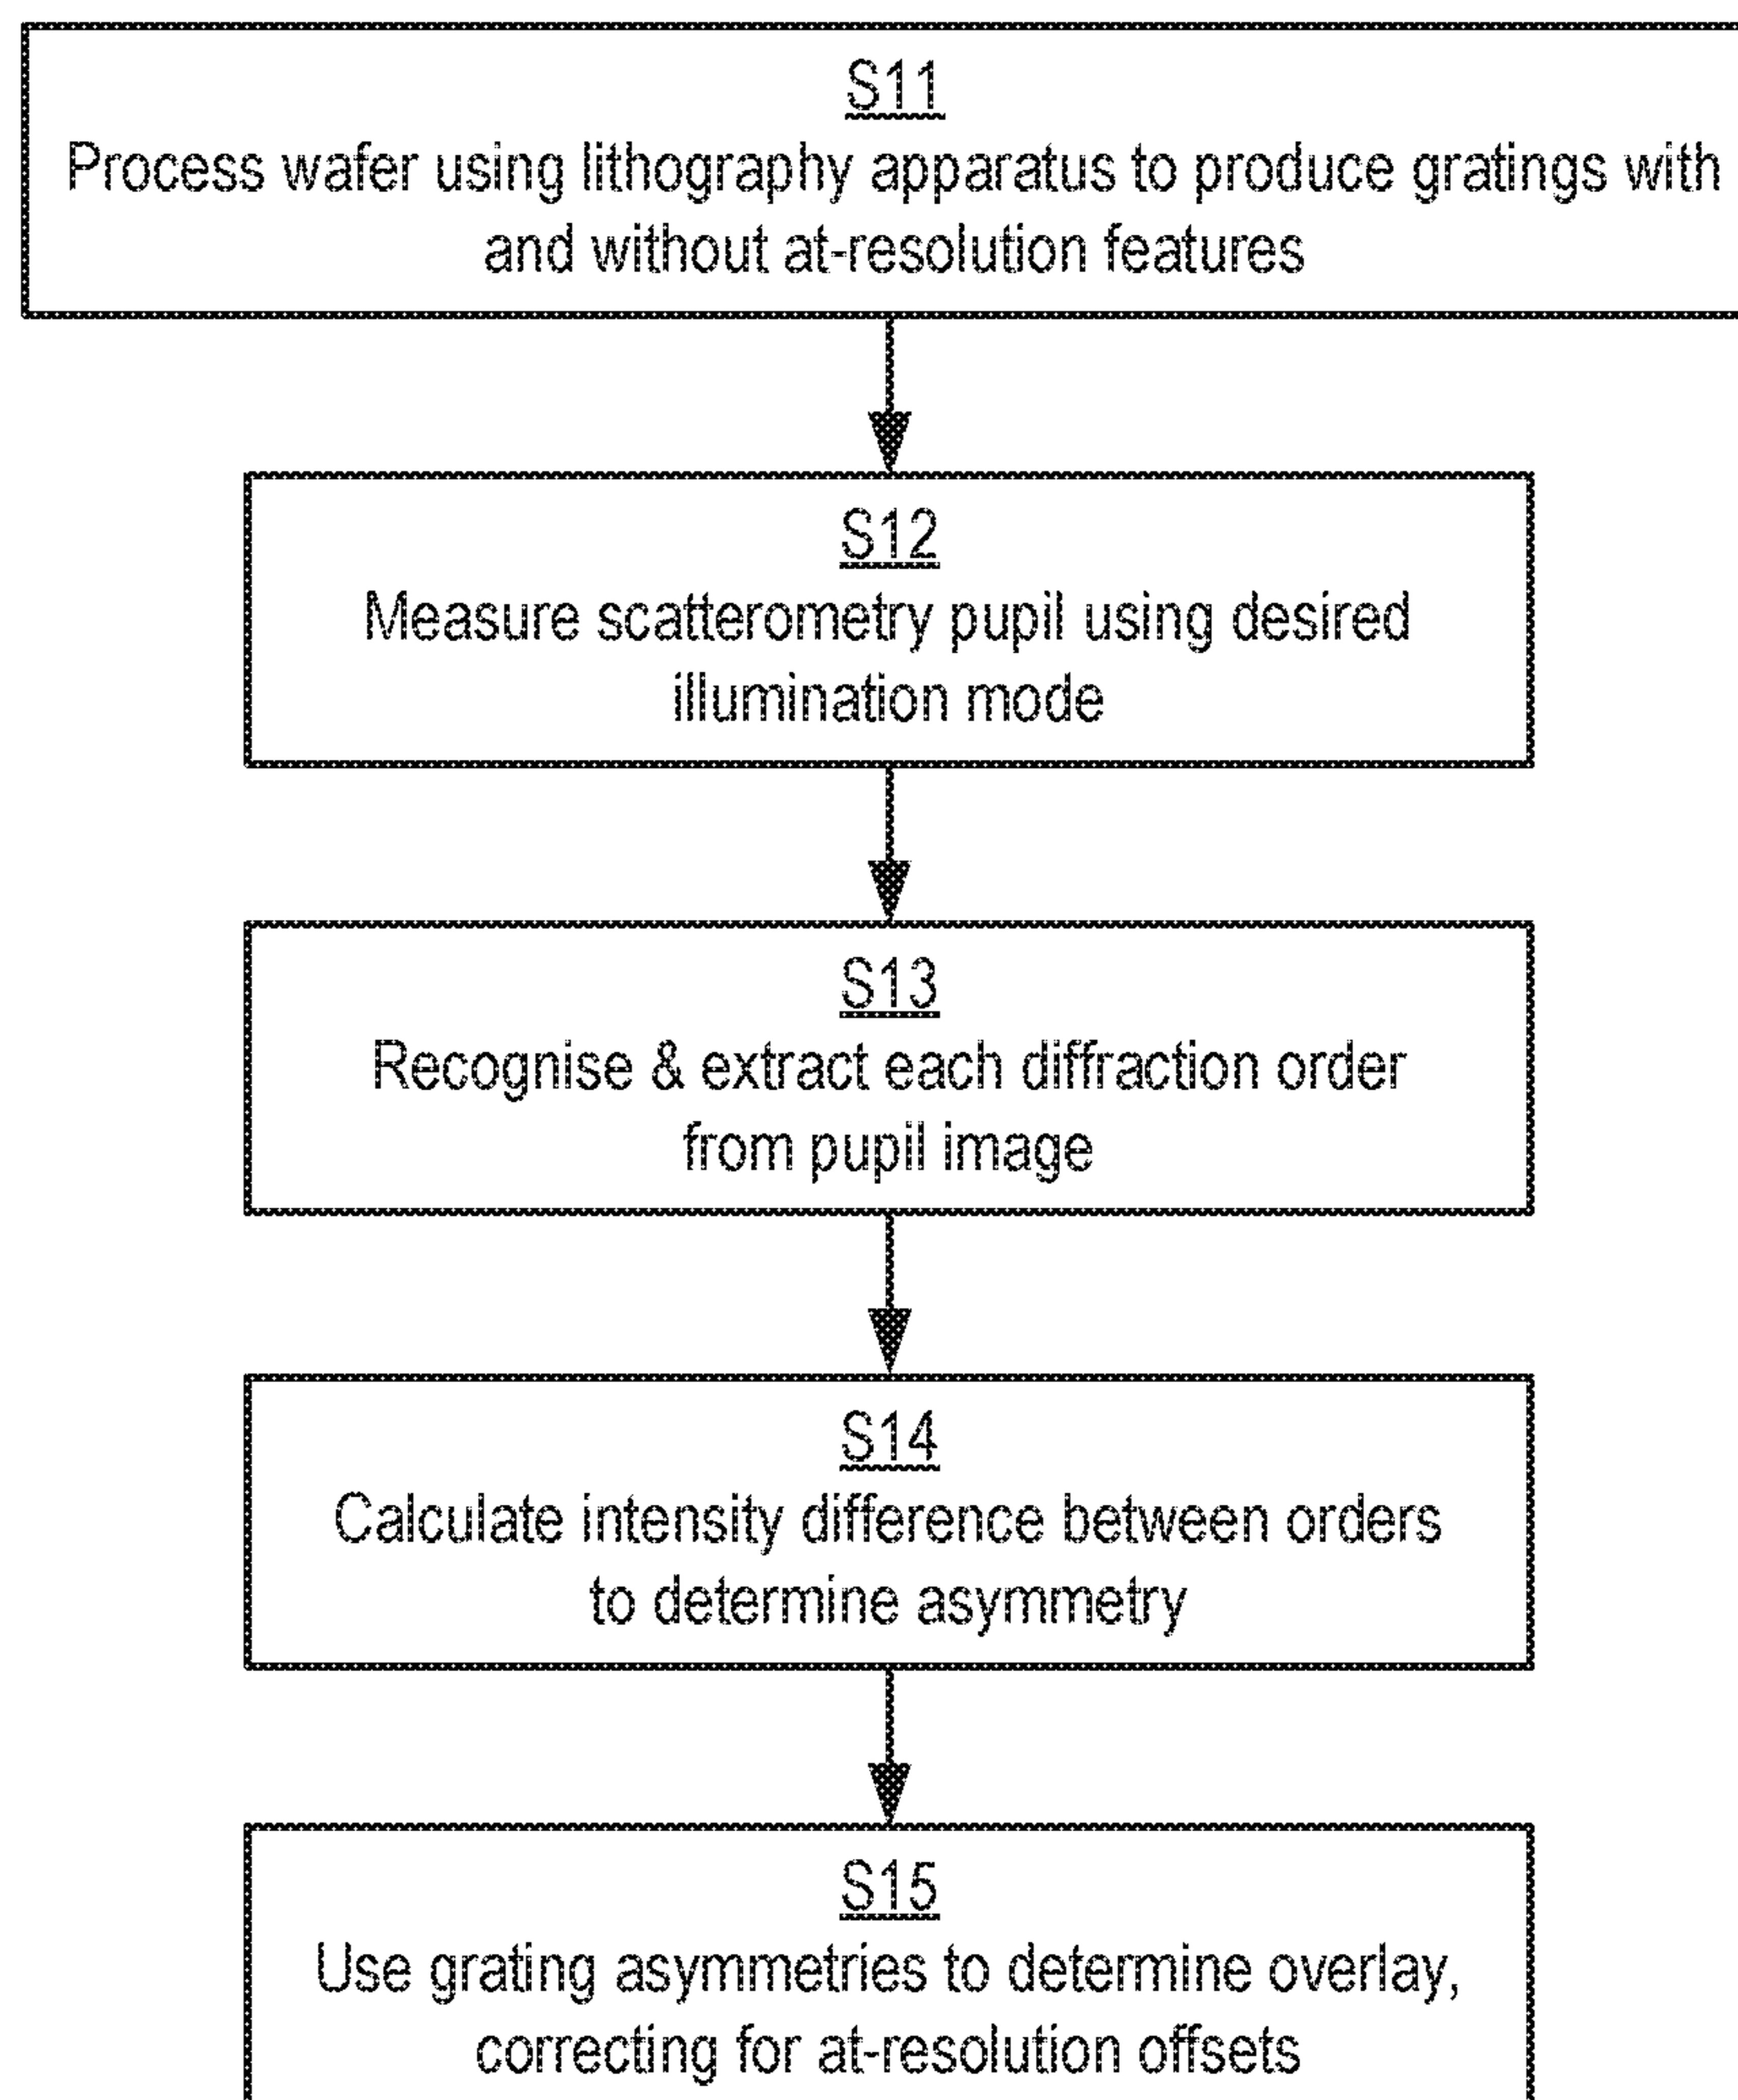 S11
Process wafer using lithography apparatus to produce gratings with
and without at-resolution features
S12
Measure scatterometry pupil using desired
illumination mode
S13
Recognise & extract each diffraction order
from pupil image
S14
Calculate intensity difference between orders
to determine asymmetry
S15
Use grating asymmetries to determine overlay,
correcting for at-resolution offsets